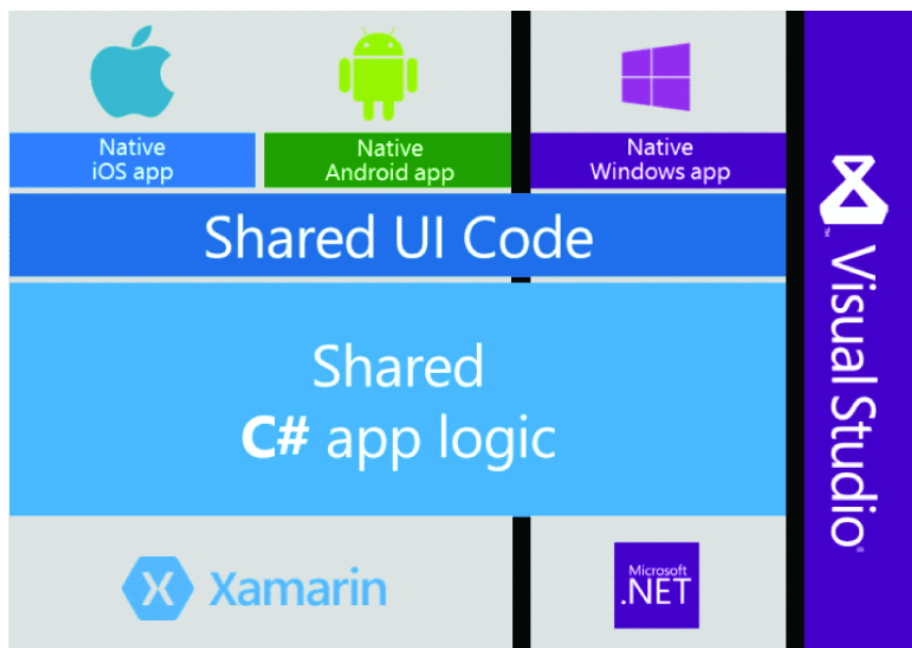 Native
iOS app
Native
Android app
Native
Windows app
Shared UI Code
Shared
C# app logic
Xamarin
Microsoft
.NET
Visual Studio®